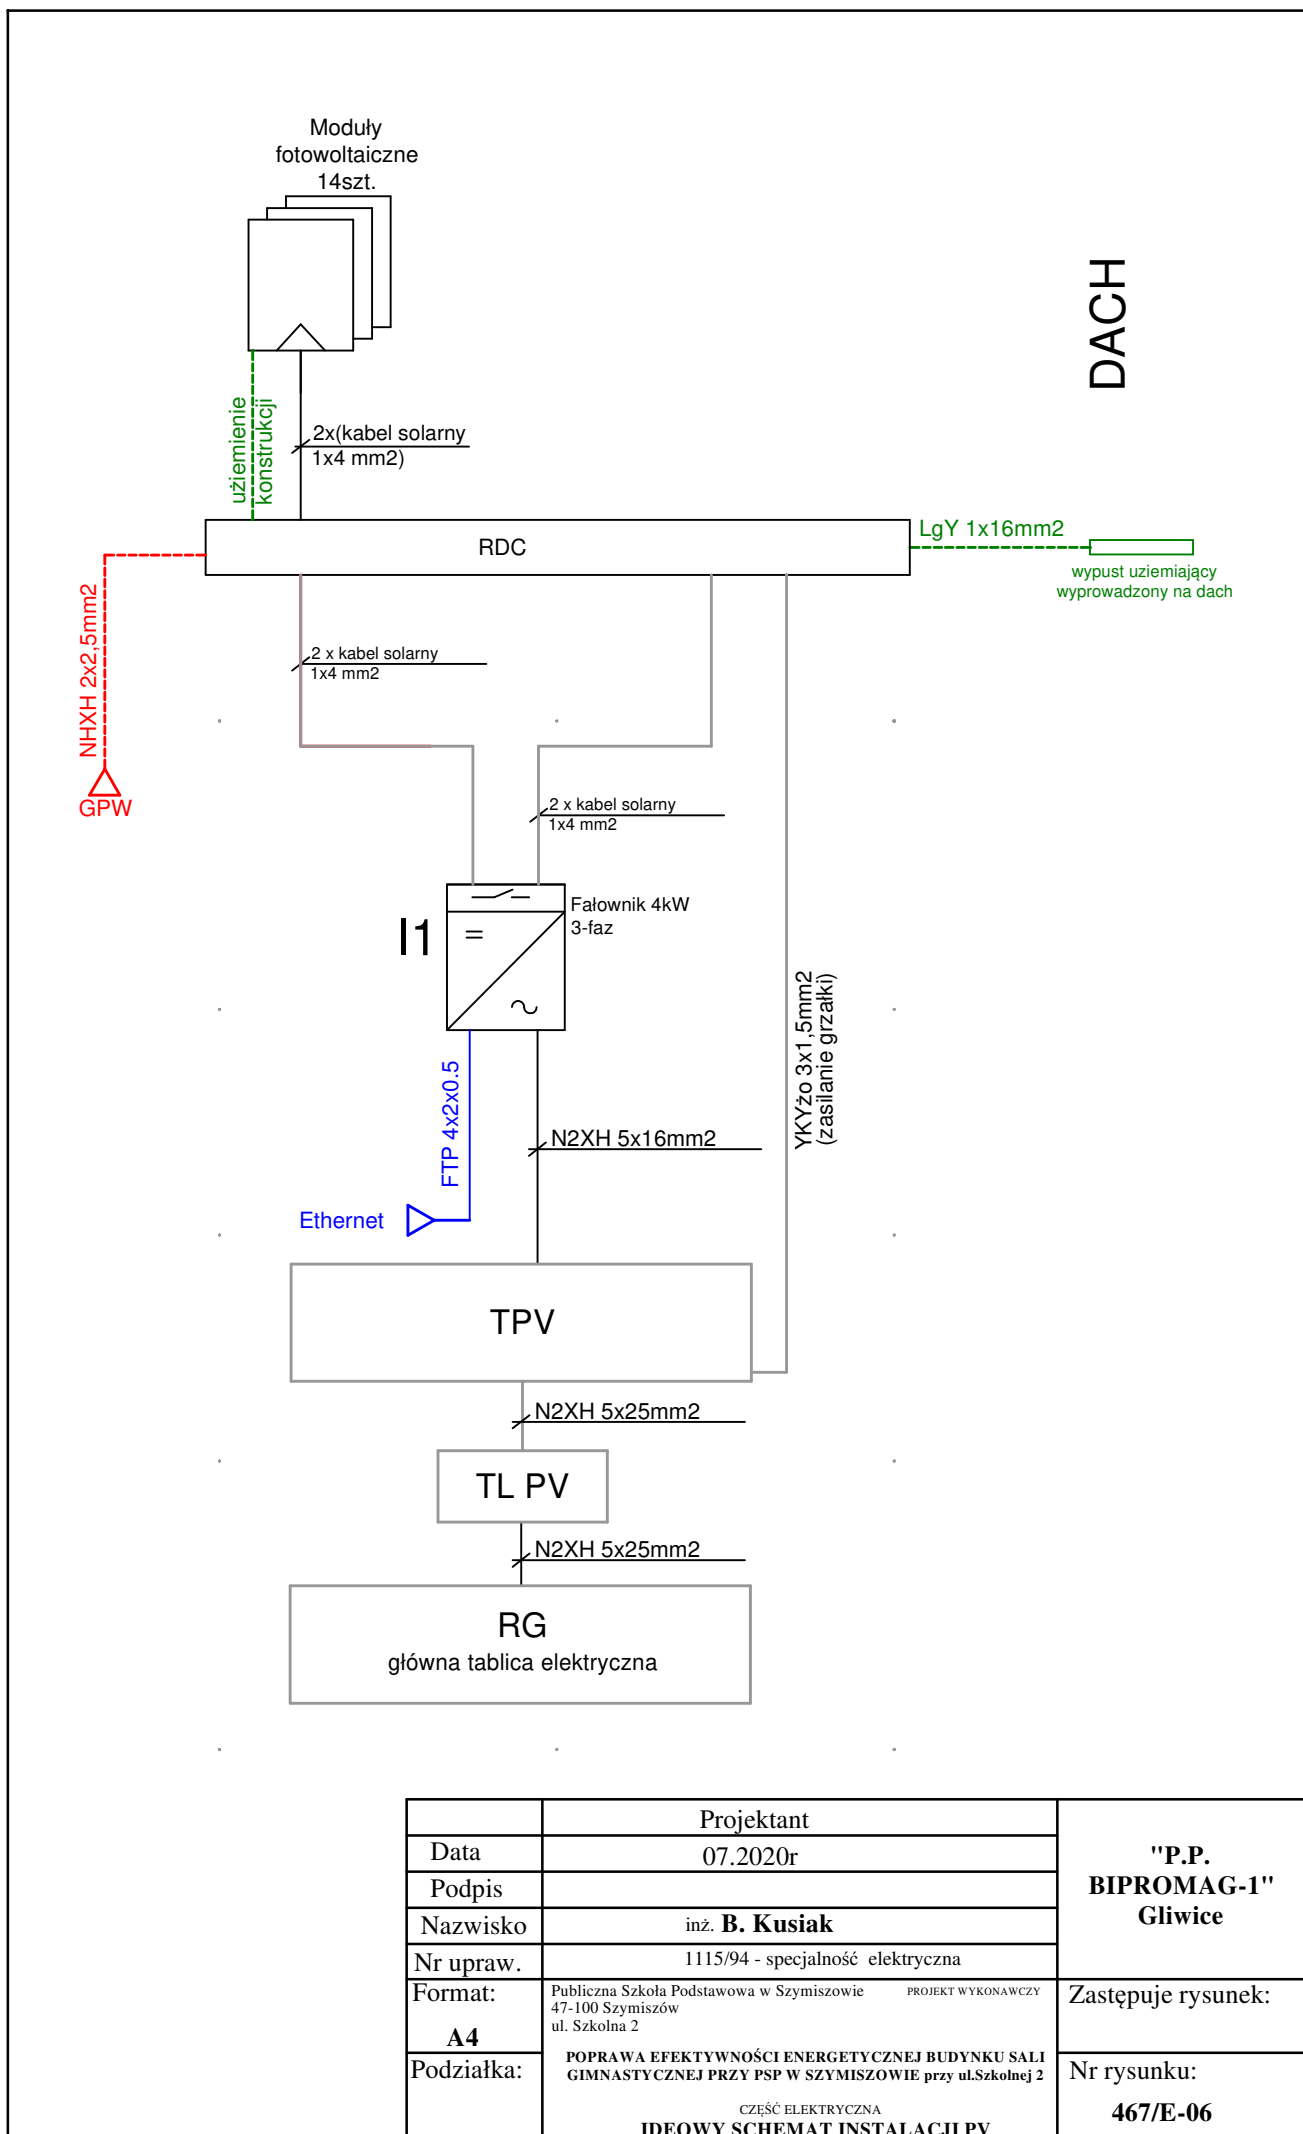 Moduły
fotowoltaiczne
14szt.
DACH
użiemienie
konstrukcji
2x(kabel solarny
1x4 mm2)
RDC
LgY 1x16mm2
wypust uziemiający
wyprowadzony na dach
NHXH 2x2,5mm2
GPW
2 x kabel solarny
1x4 mm2
2 x kabel solarny
1x4 mm2
I1
Fałownik 4kW
3-faz
=
~
YKYżo 3x1,5mm2
(zasilanie grzałki)
FTP 4x2x0.5
N2XH 5x16mm2
Ethernet
TPV
N2XH 5x25mm2
TL PV
N2XH 5x25mm2
RG
główna tablica elektryczna
Projektant
Data
07.2020r
Podpis
Nazwisko
inż. B. Kusiak
Nr upraw.
1115/94 - specjalność elektryczna
"P.P.
BIPROMAG-1"
Gliwice
Format:
A4
Publiczna Szkoła Podstawowa w Szymiszowie
PROJEKT WYKONAWCZY
47-100 Szymiszów
ul. Szkolna 2
Zastępuje rysunek:
Podziałka:
POPRAWA EFEKTYWNOŚCI ENERGETYCZNEJ BUDYNKU SALI
GIMNASTYCZNEJ PRZY PSP W SZYMISZOWIE przy ul.Szkolnej 2
CZĘŚĆ ELEKTRYCZNA
IDEOWY SCHEMAT INSTALACJI PV
Nr rysunku:
467/E-06